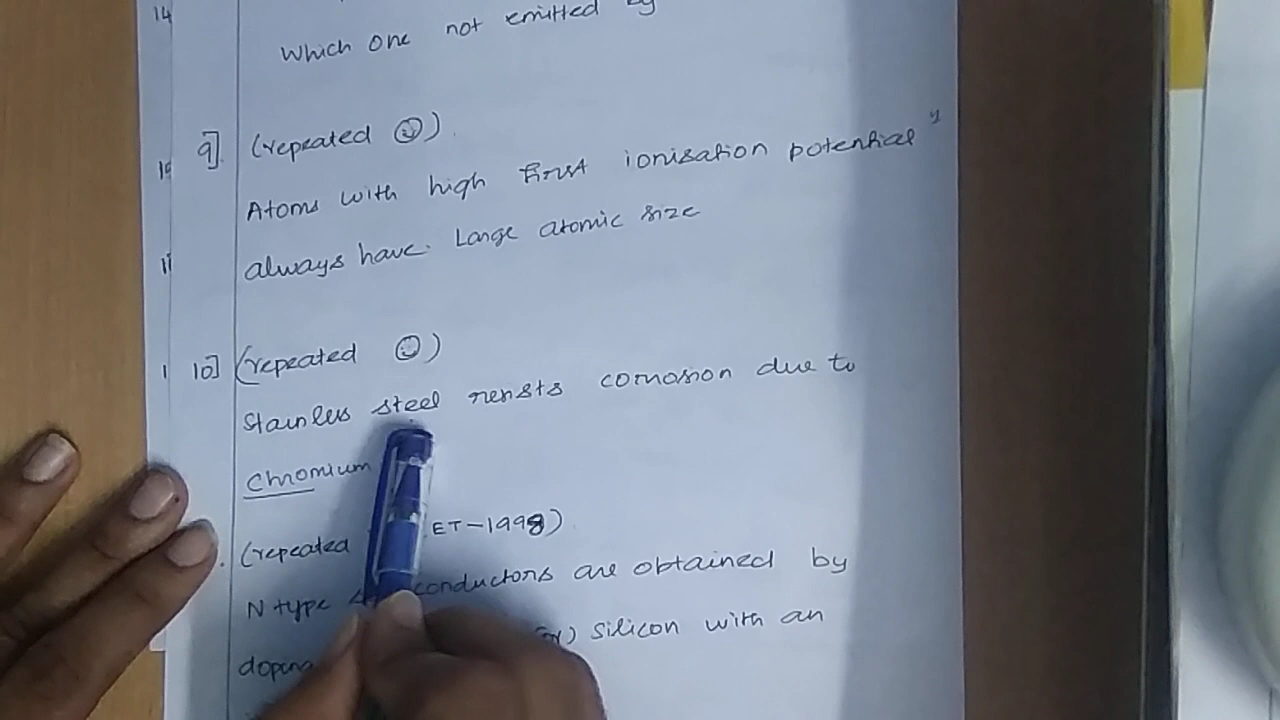 14
Which one not emitted by
9] (repeated ☺).
Atoms with high first ionisation potential
always have. Large atomic size
10] (repeated ☺)
Stainless steel resists corrosion due to
Chromium
(repeated ET-1998)
N type conductors are obtained by
doping silicon with an